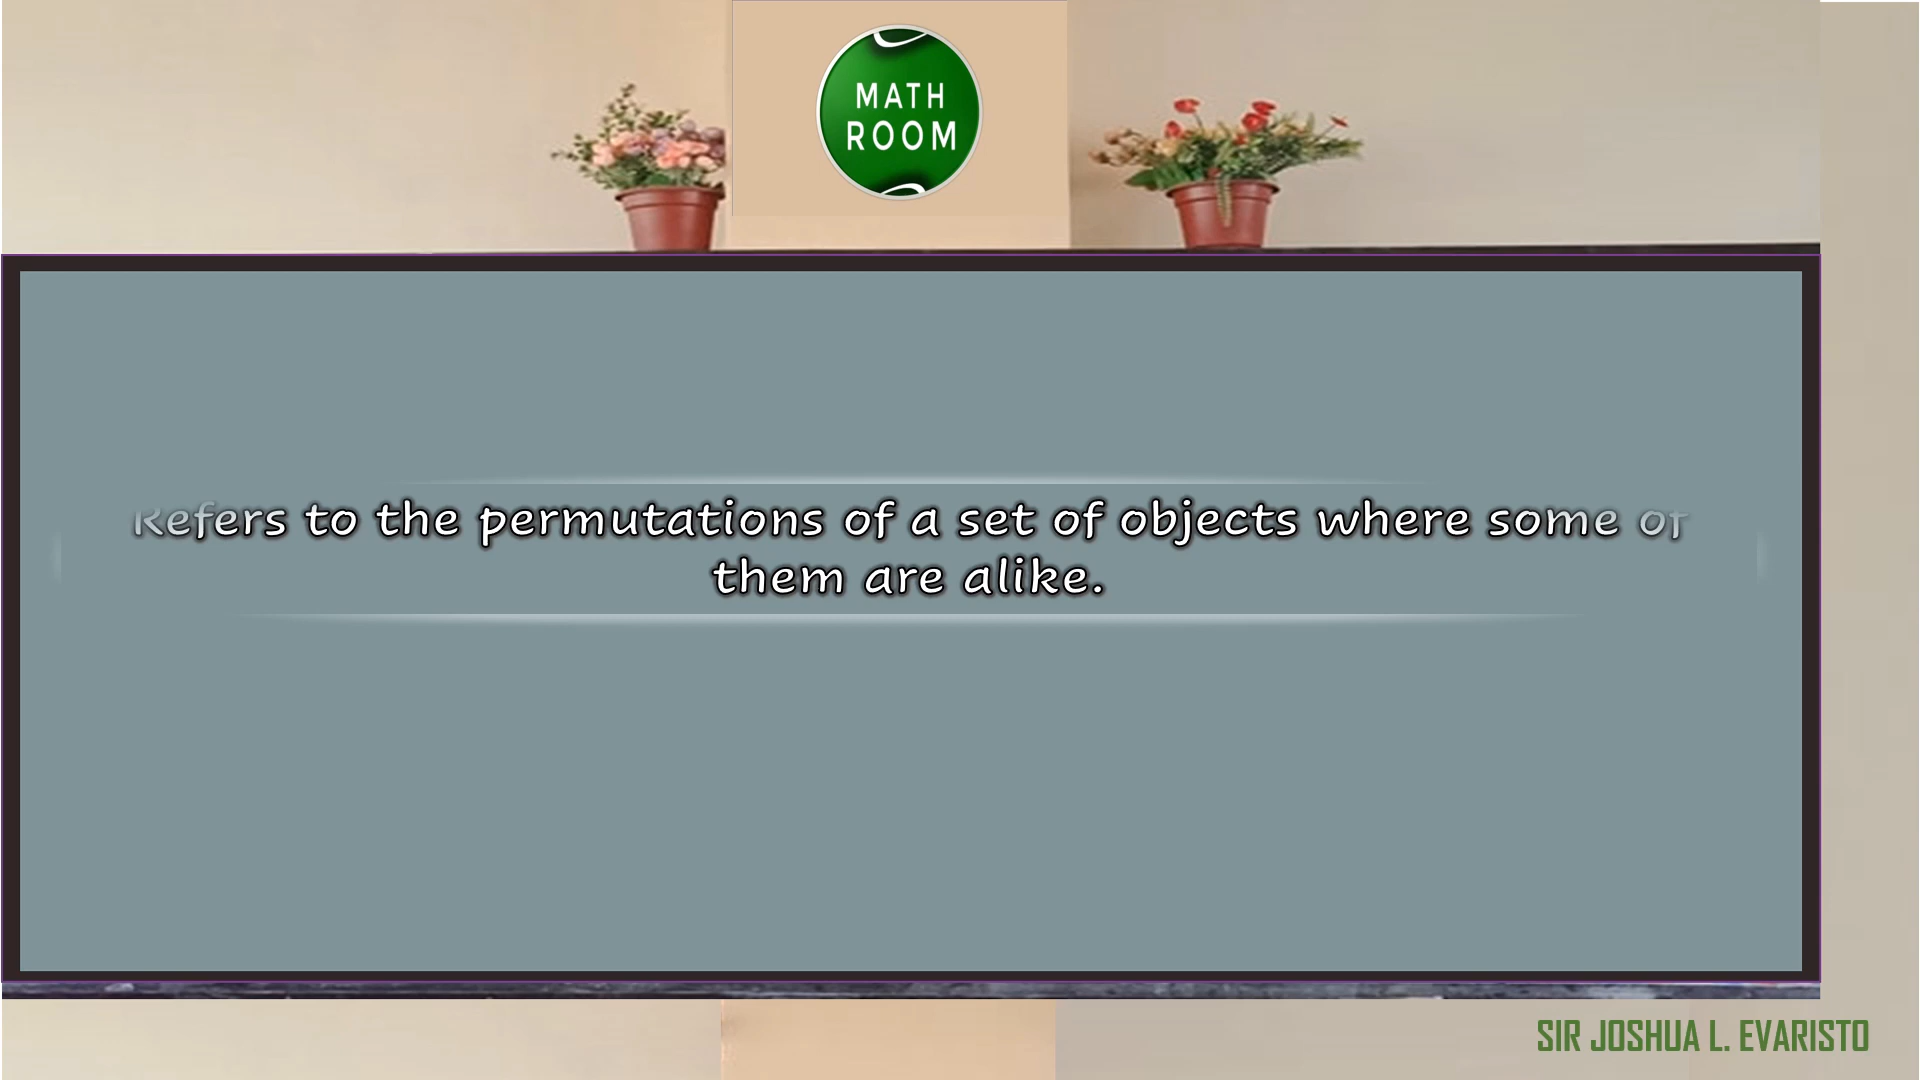 MATH
ROOM
Refers to the permutations of a set of objects where some of
them are alike.
SIR JOSHUA L. EVARISTO